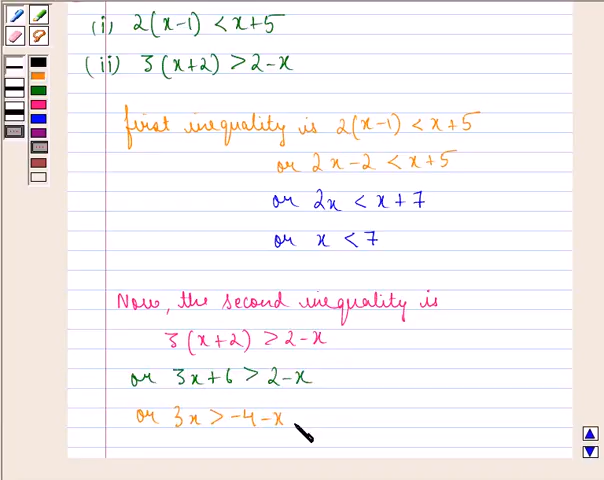 (i) 2(x-1) < x+5
(ii) 3(x+2) > 2-x
first inequality is 2(x-1) < x+5
or 2x-2 < x+5
or 2x < x+7
or x < 7
Now, the second inequality is
3(x+2) > 2-x
or 3x+6 > 2-x
or 3x > -4-x